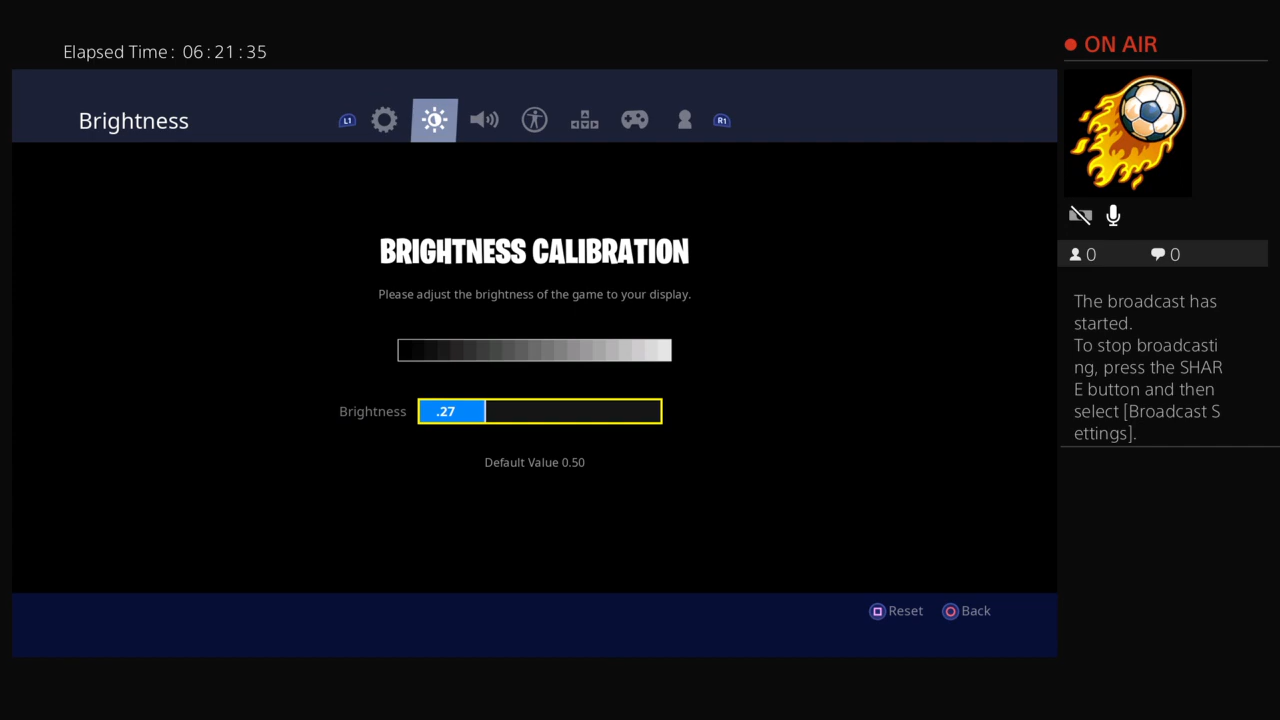 Elapsed Time: 06:21:35
ON AIR
Brightness
L1
R1
BRIGHTNESS CALIBRATION
Please adjust the brightness of the game to your display.
Brightness .27
Default Value 0.50
Reset Back
0 0
The broadcast has
started.
To stop broadcasti
ng, press the SHAR
E button and then
select [Broadcast S
ettings].